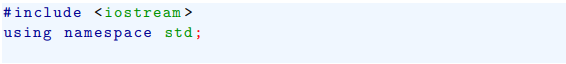 #include <iostream>
using namespace std;